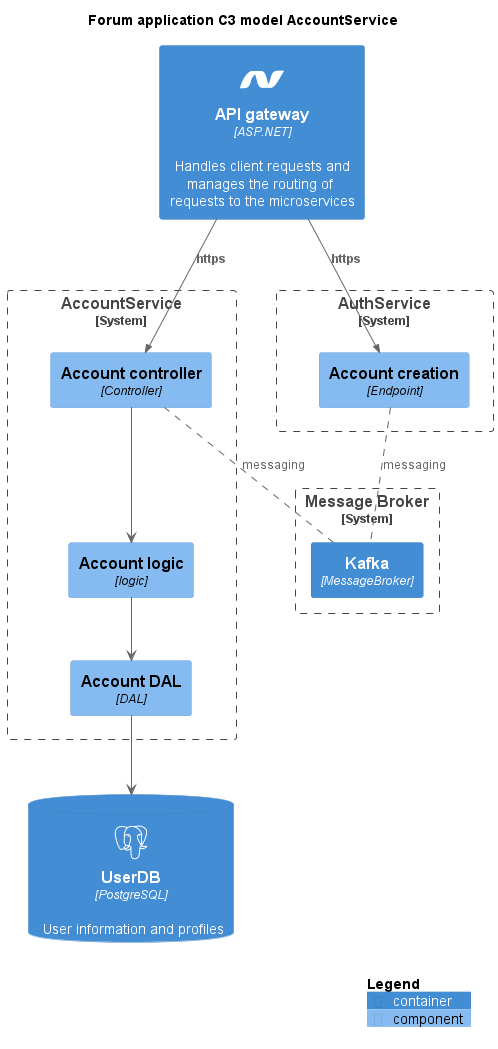 Forum application C3 model AccountService
API gateway
[ASP.NET]
Handles client requests and
manages the routing of
requests to the microservices
https
https
AccountService
[System]
AuthService
[System]
Account controller
[Controller]
Account creation
[Endpoint]
messaging
messaging
Message Broker
[System]
Account logic
[logic]
Kafka
[MessageBroker]
Account DAL
[DAL]
UserDB
[PostgreSQL]
User information and profiles
Legend
container
component